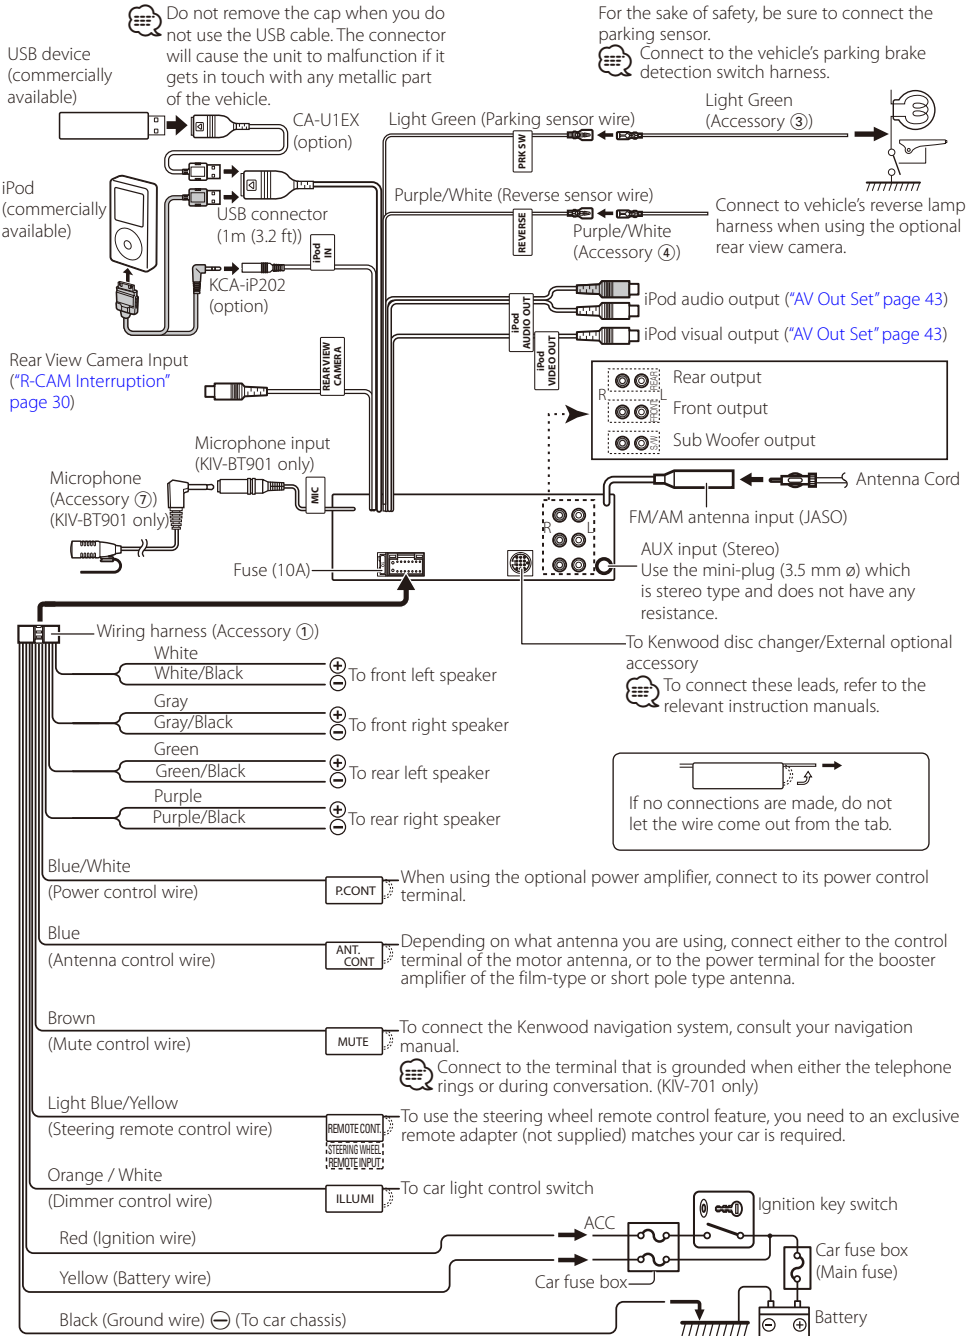 Do not remove the cap when you do
not use the USB cable. The connector
will cause the unit to malfunction if it
gets in touch with any metallic part
of the vehicle.
For the sake of safety, be sure to connect the
parking sensor.
Connect to the vehicle's parking brake
detection switch harness.
USB device
(commercially
available)
CA-U1EX
(option)
Light Green (Parking sensor wire)
PRK SW
Light Green
(Accessory ③)
iPod
(commercially
available)
USB connector
(1m (3.2 ft))
Purple/White (Reverse sensor wire)
REVERSE
Purple/White
(Accessory ④)
Connect to vehicle's reverse lamp
harness when using the optional
rear view camera.
iPod
IN
KCA-iP202
(option)
iPod
AUDIO OUT
iPod audio output ("AV Out Set" page 43)
iPod
VIDEO OUT
iPod visual output ("AV Out Set" page 43)
Rear View Camera Input
("R-CAM Interruption"
page 30)
REAR VIEW
CAMERA
REAR
Rear output
R
L
FRONT
Front output
S/W
Sub Woofer output
Microphone input
(KIV-BT901 only)
Microphone
(Accessory ⑦)
(KIV-BT901 only)
MIC
Antenna Cord
FM/AM antenna input (JASO)
R
L
AUX input (Stereo)
Use the mini-plug (3.5 mm ø) which
is stereo type and does not have any
resistance.
Fuse (10A)
To Kenwood disc changer/External optional
accessory
To connect these leads, refer to the
relevant instruction manuals.
Wiring harness (Accessory ①)
White
White/Black
⊕
⊖
To front left speaker
Gray
Gray/Black
⊕
⊖
To front right speaker
Green
Green/Black
⊕
⊖
To rear left speaker
Purple
Purple/Black
⊕
⊖
To rear right speaker
If no connections are made, do not
let the wire come out from the tab.
Blue/White
(Power control wire)
P.CONT
When using the optional power amplifier, connect to its power control
terminal.
Blue
(Antenna control wire)
ANT.
CONT
Depending on what antenna you are using, connect either to the control
terminal of the motor antenna, or to the power terminal for the booster
amplifier of the film-type or short pole type antenna.
Brown
(Mute control wire)
MUTE
To connect the Kenwood navigation system, consult your navigation
manual.
Connect to the terminal that is grounded when either the telephone
rings or during conversation. (KIV-701 only)
Light Blue/Yellow
(Steering remote control wire)
REMOTE CONT.
STEERING WHEEL
REMOTE INPUT
To use the steering wheel remote control feature, you need to an exclusive
remote adapter (not supplied) matches your car is required.
Orange / White
(Dimmer control wire)
ILLUMI
To car light control switch
Red (Ignition wire)
ACC
Ignition key switch
Yellow (Battery wire)
Car fuse box
Car fuse box
(Main fuse)
Black (Ground wire) ⊖ (To car chassis)
⊖
⊕
Battery